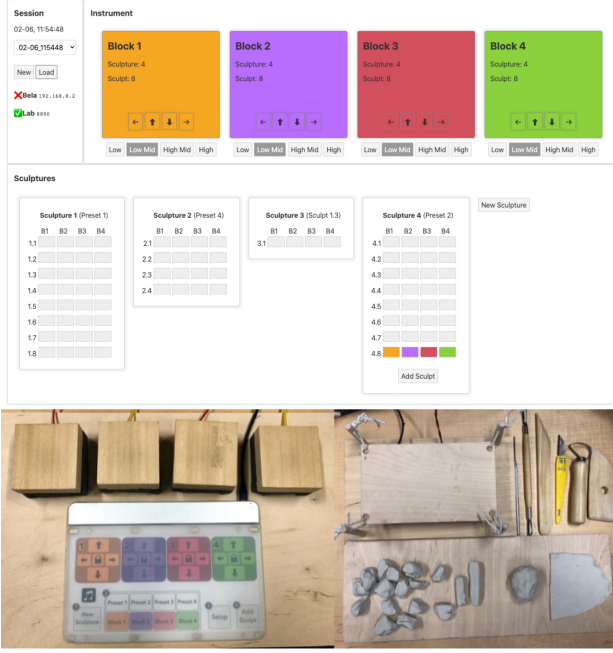 Session
02-06, 11:54:48
02-06_115448
New Load
❌Bela 192.168.8.2
✅Lab 8890
Instrument
Block 1
Sculpture: 4
Sculpt: 8
← ⬆ ⬇ →
Low Low Mid High Mid High
Block 2
Sculpture: 4
Sculpt: 8
← ⬆ ⬇ →
Low Low Mid High Mid High
Block 3
Sculpture: 4
Sculpt: 8
← ⬆ ⬇ →
Low Low Mid High Mid High
Block 4
Sculpture: 4
Sculpt: 8
← ⬆ ⬇ →
Low Low Mid High Mid High
Sculptures
Sculpture 1 (Preset 1)
B1 B2 B3 B4
1.1
1.2
1.3
1.4
1.5
1.6
1.7
1.8
Sculpture 2 (Preset 4)
B1 B2 B3 B4
2.1
2.2
2.3
2.4
Sculpture 3 (Sculpt 1.3)
B1 B2 B3 B4
3.1
Sculpture 4 (Preset 2)
B1 B2 B3 B4
4.1
4.2
4.3
4.4
4.5
4.6
4.7
4.8
Add Sculpt
New Sculpture
1 2 3 4
New Sculpture
Preset 1 Preset 2 Preset 3 Preset 4
Block 1 Block 2 Block 3 Block 4
Setup
Add Sculpt